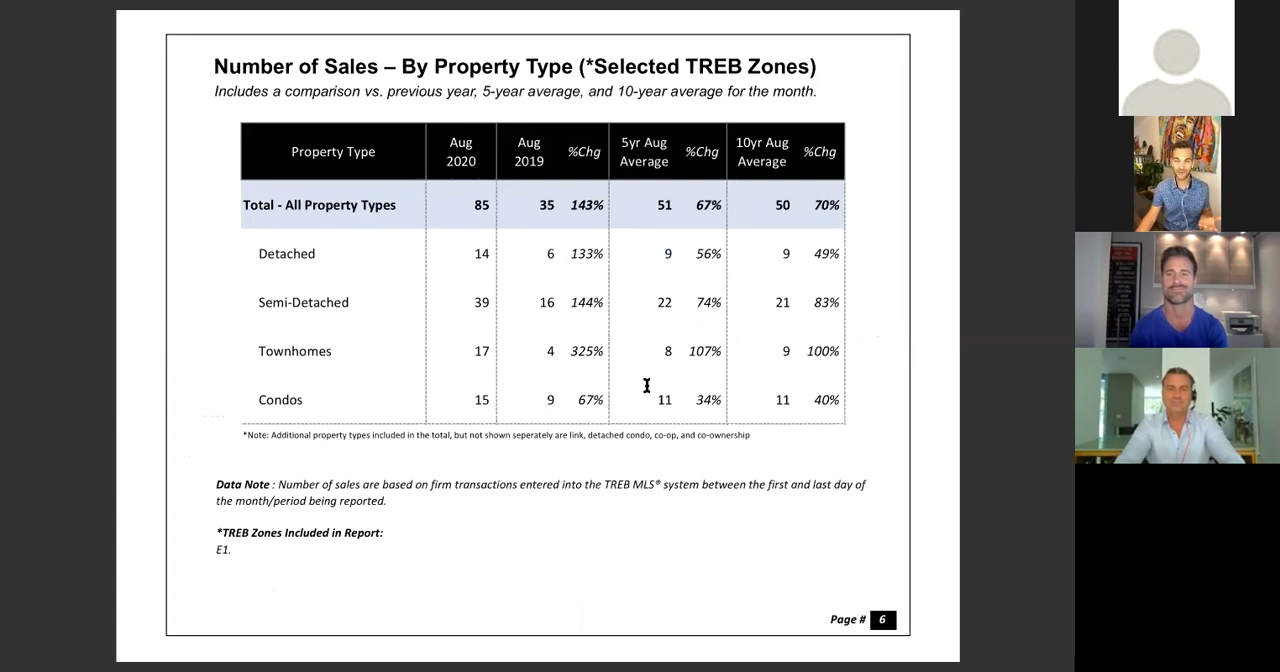 Number of Sales – By Property Type (*Selected TREB Zones)
Includes a comparison vs. previous year, 5-year average, and 10-year average for the month.
Property Type Aug 2020 Aug 2019 %Chg 5yr Aug Average %Chg 10yr Aug Average %Chg
Total - All Property Types 85 35 143% 51 67% 50 70%
Detached 14 6 133% 9 56% 9 49%
Semi-Detached 39 16 144% 22 74% 21 83%
Townhomes 17 4 325% 8 107% 9 100%
Condos 15 9 67% 11 34% 11 40%
*Note: Additional property types included in the total, but not shown seperately are link, detached condo, co-op, and co-ownership
Data Note : Number of sales are based on firm transactions entered into the TREB MLS® system between the first and last day of
the month/period being reported.
*TREB Zones Included in Report:
E1.
Page # 6